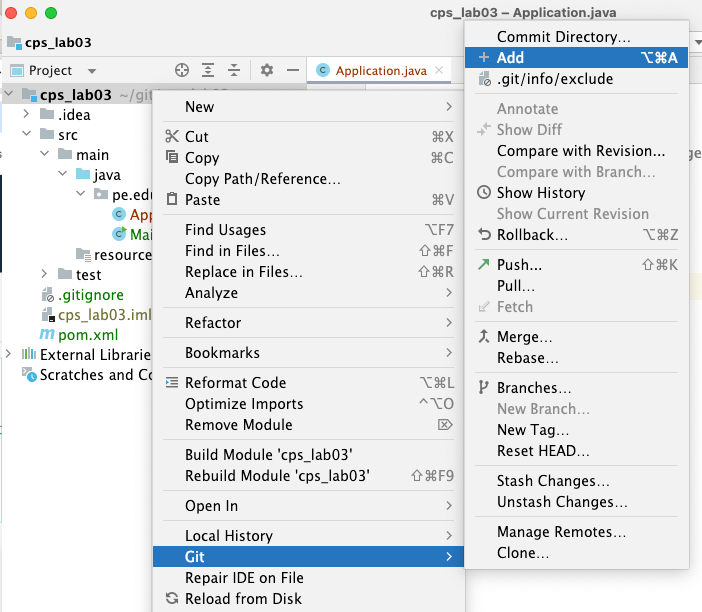 cps_lab03 – Application.java
cps_lab03
Project
Application.java
cps_lab03
.idea
src
main
java
pe.edu
resource
test
.gitignore
cps_lab03.iml
pom.xml
External Librarie
Scratches and Co
New
Cut ⌘X
Copy ⌘C
Copy Path/Reference…
Paste ⌘V
Find Usages ⌥F7
Find in Files… ⇧⌘F
Replace in Files… ⇧⌘R
Analyze
Refactor
Bookmarks
Reformat Code ⌥⌘L
Optimize Imports ^⌥O
Remove Module ⌦
Build Module 'cps_lab03'
Rebuild Module 'cps_lab03' ⇧⌘F9
Open In
Local History
Git
Repair IDE on File
Reload from Disk
Commit Directory…
Add ⌥⌘A
.git/info/exclude
Annotate
Show Diff
Compare with Revision…
Compare with Branch…
Show History
Show Current Revision
Rollback… ⌥⌘Z
Push… ⇧⌘K
Pull…
Fetch
Merge…
Rebase…
Branches…
New Branch…
New Tag…
Reset HEAD…
Stash Changes…
Unstash Changes…
Manage Remotes…
Clone…